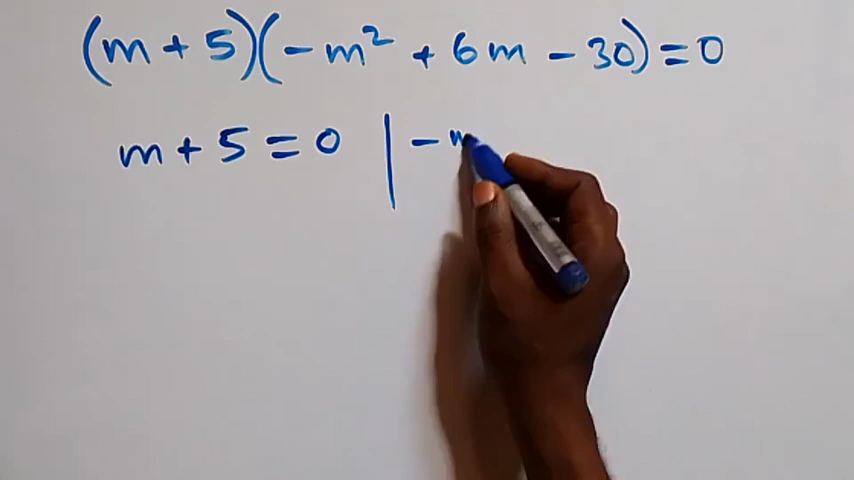 (m + 5)(-m² + 6m - 30) = 0
m + 5 = 0 | - m